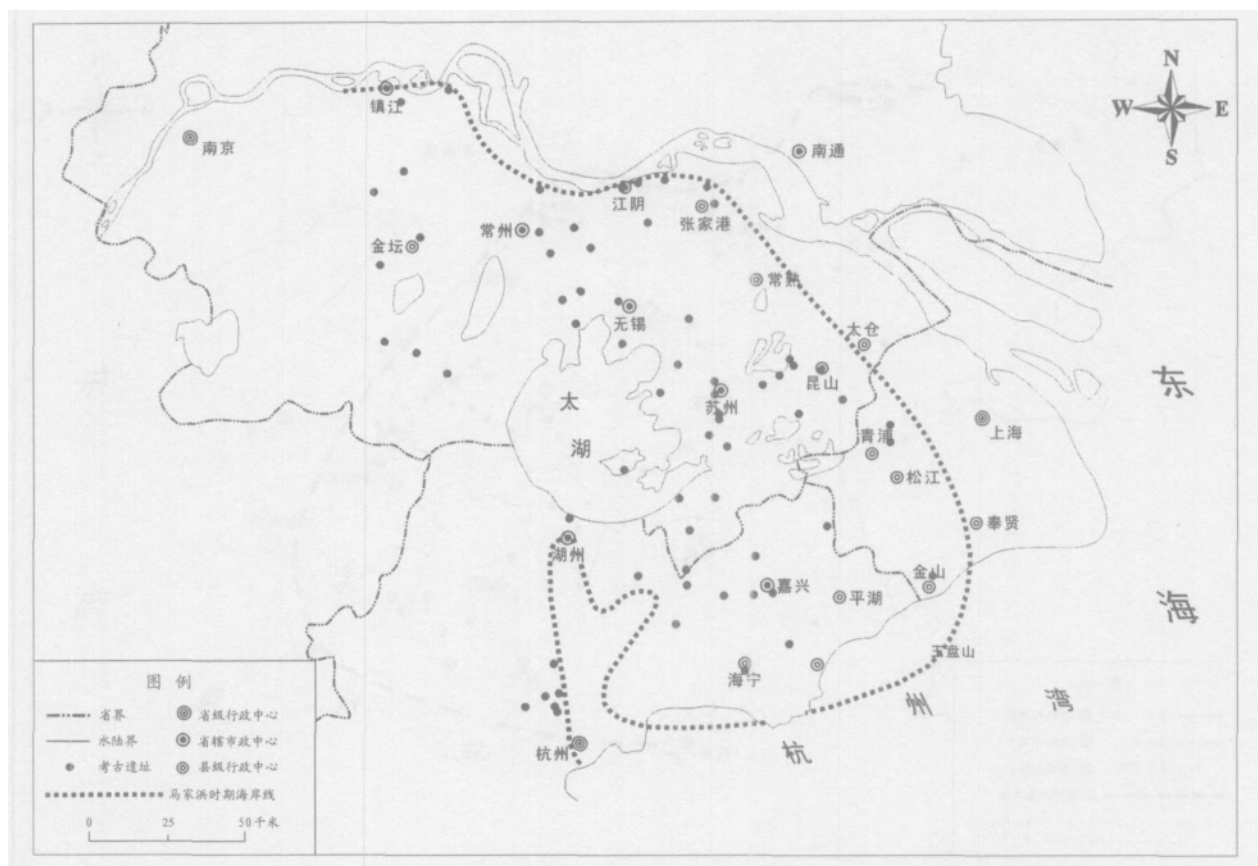 N
W E
S
镇江
南京
南通
江阴
张家港
常州
金坛
常熟
无锡
太仓
昆山
苏州
太
湖
东
海
上海
青浦
松江
奉贤
湖州
金山
嘉兴
平湖
王盘山
海宁
杭州
杭
州
湾
图 例
省界
省级行政中心
水陆界
省辖市政中心
考古遗址
县级行政中心
马家浜时期海岸线
0 25 50千米